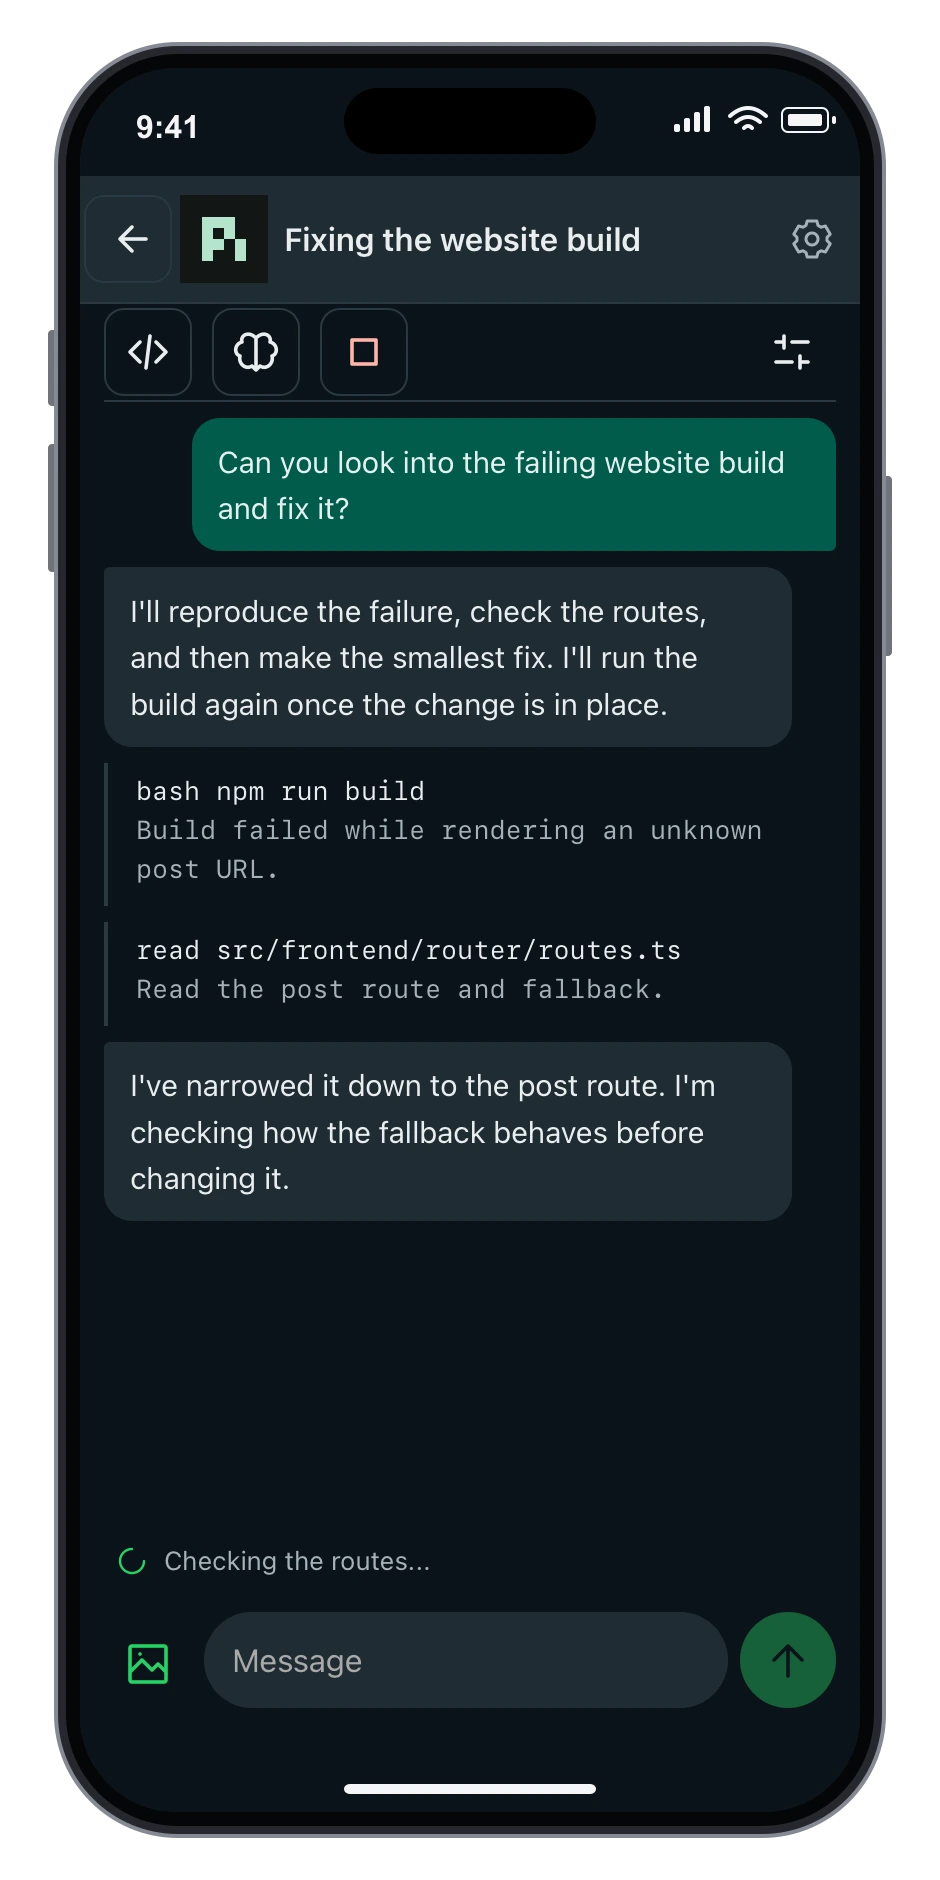 9:41
Fixing the website build
Can you look into the failing website build
and fix it?
I'll reproduce the failure, check the routes,
and then make the smallest fix. I'll run the
build again once the change is in place.
bash npm run build
Build failed while rendering an unknown
post URL.
read src/frontend/router/routes.ts
Read the post route and fallback.
I've narrowed it down to the post route. I'm
checking how the fallback behaves before
changing it.
Checking the routes...
Message